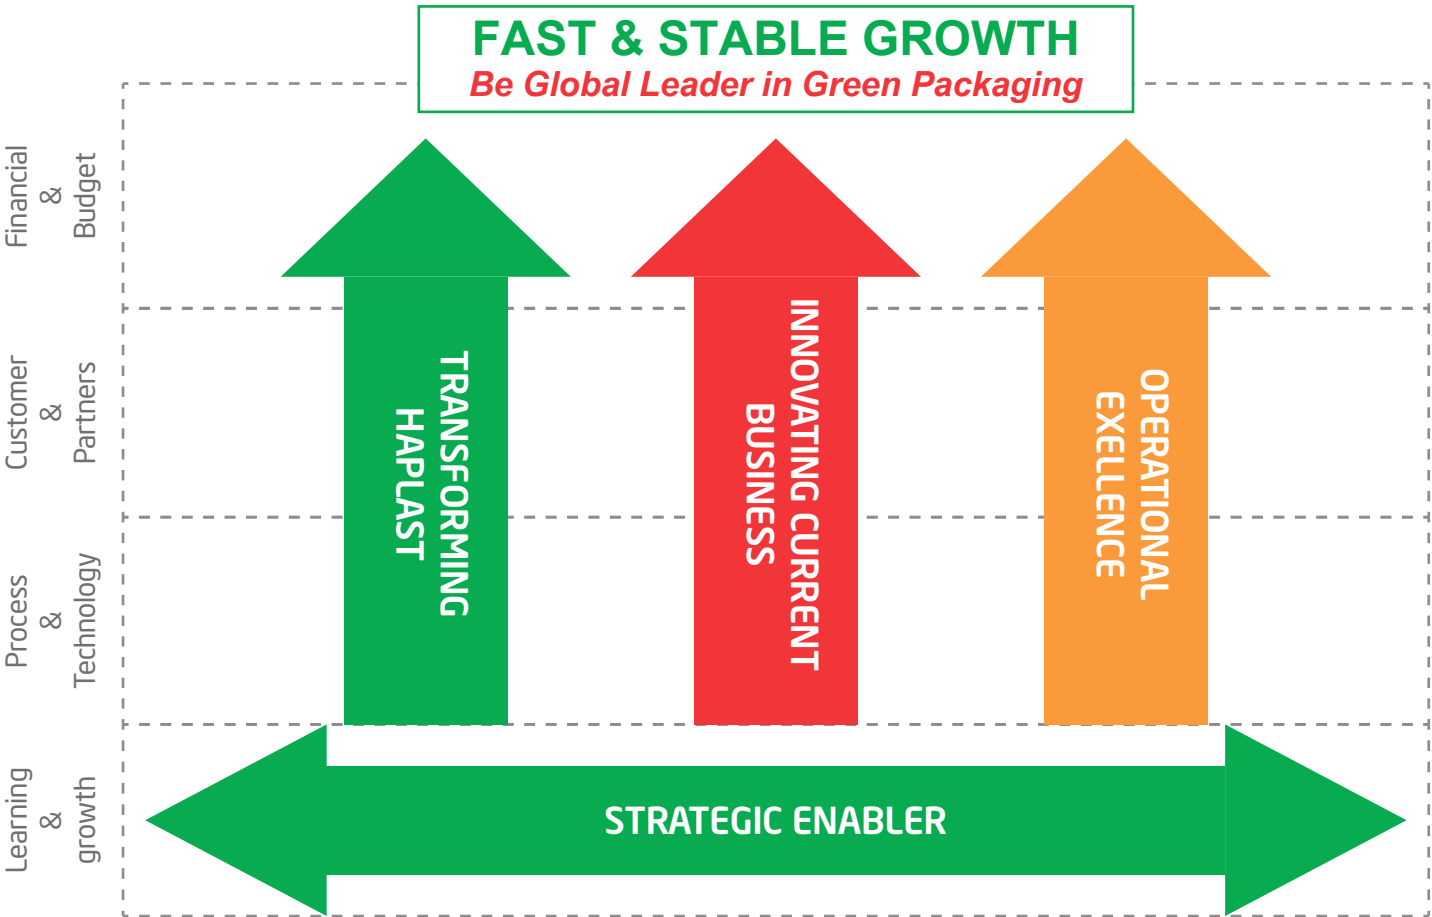 FAST & STABLE GROWTH
Be Global Leader in Green Packaging
Financial
&
Budget
Customer
&
Partners
Process
&
Technology
Learning
&
growth
TRANSFORMING
HAPLAST
INNOVATING CURRENT
BUSINESS
OPERATIONAL
EXELLENCE
STRATEGIC ENABLER